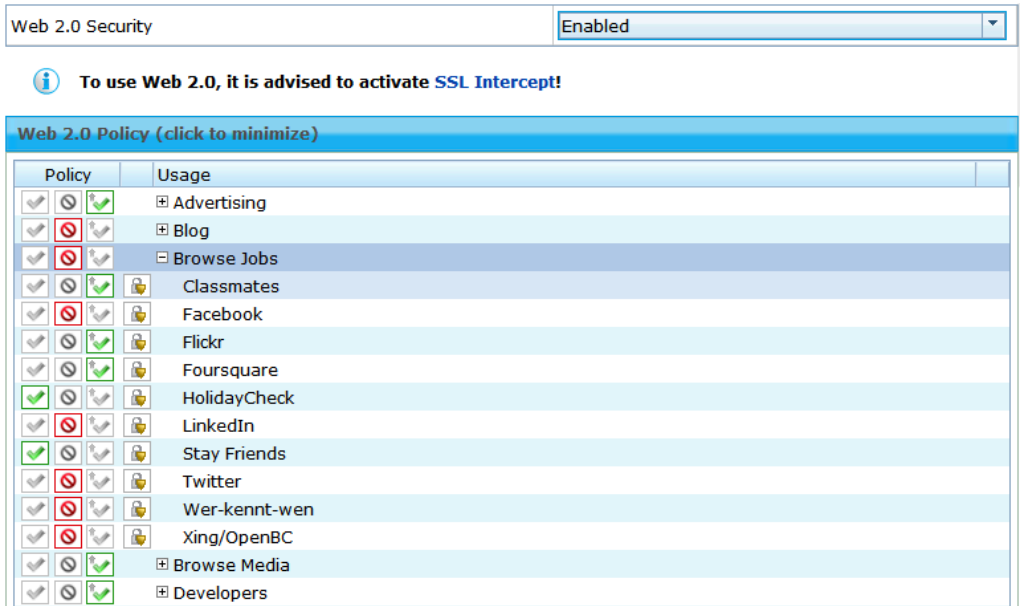 Web 2.0 Security Enabled
To use Web 2.0, it is advised to activate SSL Intercept!
Web 2.0 Policy (click to minimize)
Policy Usage
Advertising
Blog
Browse Jobs
Classmates
Facebook
Flickr
Foursquare
HolidayCheck
LinkedIn
Stay Friends
Twitter
Wer-kennt-wen
Xing/OpenBC
Browse Media
Developers